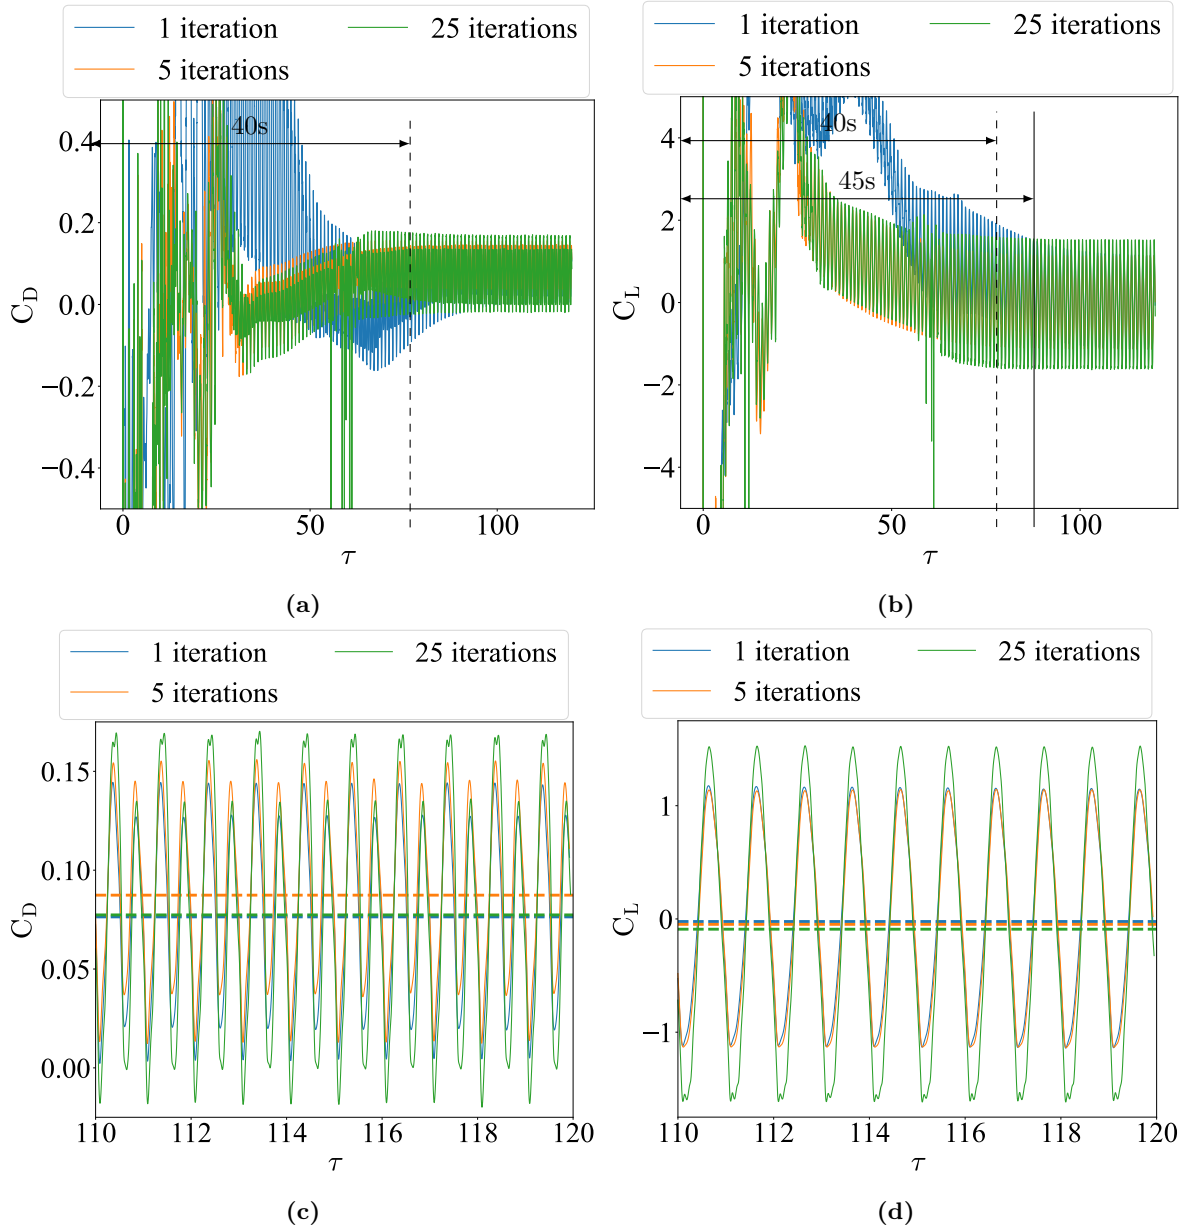 1 iteration
25 iterations
5 iterations
40s
0.4
0.2
0.0
−0.2
−0.4
C_D
0
50
100
τ
(a)
1 iteration
25 iterations
5 iterations
40s
45s
4
2
0
−2
−4
C_L
0
50
100
τ
(b)
1 iteration
25 iterations
5 iterations
0.15
0.10
0.05
0.00
C_D
110
112
114
116
118
120
τ
(c)
1 iteration
25 iterations
5 iterations
1
0
−1
C_L
110
112
114
116
118
120
τ
(d)